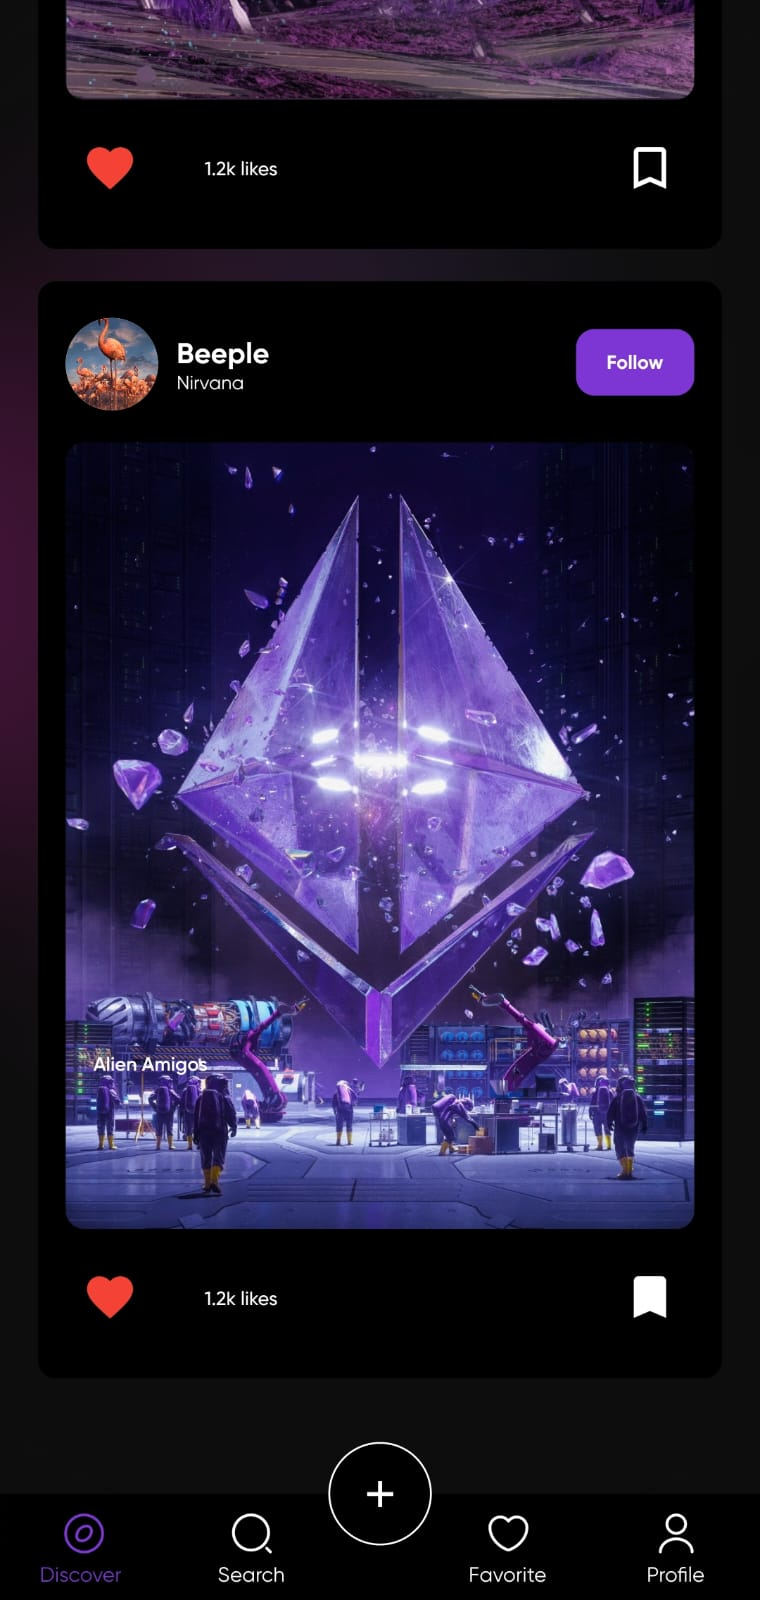 1.2k likes
Beeple
Nirvana
Follow
Alien Amigos
1.2k likes
Discover
Search
Favorite
Profile